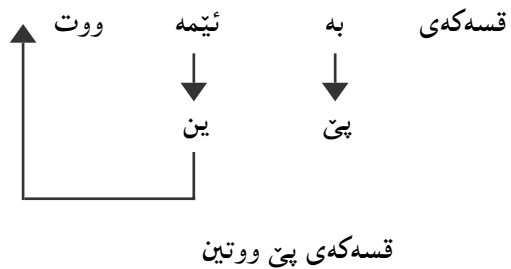 قسەکەی بە ئێمە ووت
پێ ین
قسەکەی پێ ووتین